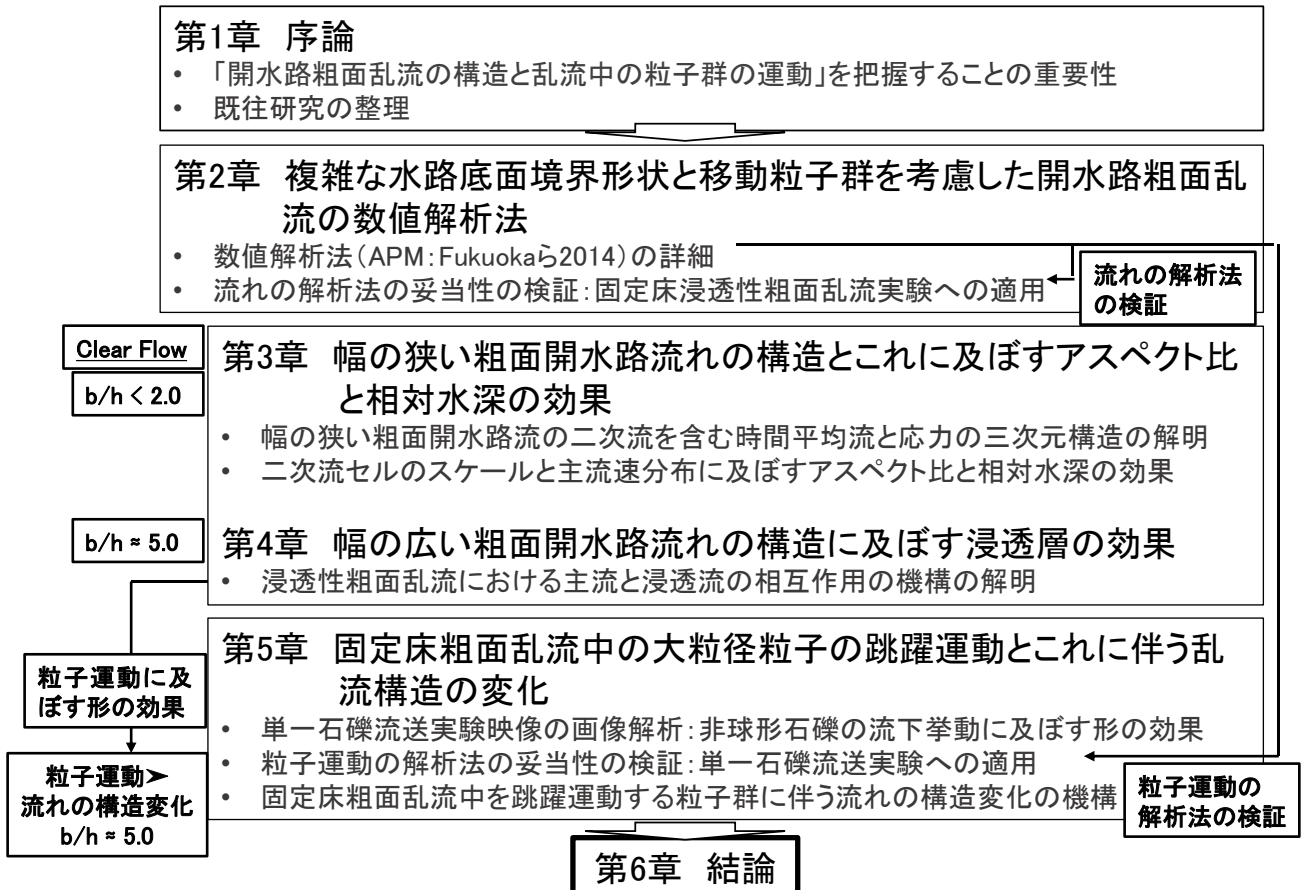 第1章 序論
• 「開水路粗面乱流の構造と乱流中の粒子群の運動」を把握することの重要性
• 既往研究の整理
第2章 複雑な水路底面境界形状と移動粒子群を考慮した開水路粗面乱
流の数値解析法
• 数値解析法（APM：Fukuokaら2014）の詳細
• 流れの解析法の妥当性の検証：固定床浸透性粗面乱流実験への適用
流れの解析法
の検証
Clear Flow
b/h < 2.0
第3章 幅の狭い粗面開水路流れの構造とこれに及ぼすアスペクト比
と相対水深の効果
• 幅の狭い粗面開水路流の二次流を含む時間平均流と応力の三次元構造の解明
• 二次流セルのスケールと主流速分布に及ぼすアスペクト比と相対水深の効果
b/h ≈ 5.0
第4章 幅の広い粗面開水路流れの構造に及ぼす浸透層の効果
• 浸透性粗面乱流における主流と浸透流の相互作用の機構の解明
粒子運動に及
ぼす形の効果
粒子運動➤
流れの構造変化
b/h ≈ 5.0
第5章 固定床粗面乱流中の大粒径粒子の跳躍運動とこれに伴う乱
流構造の変化
• 単一石礫流送実験映像の画像解析：非球形石礫の流下挙動に及ぼす形の効果
• 粒子運動の解析法の妥当性の検証：単一石礫流送実験への適用
• 固定床粗面乱流中を跳躍運動する粒子群に伴う流れの構造変化の機構
粒子運動の
解析法の検証
第6章 結論